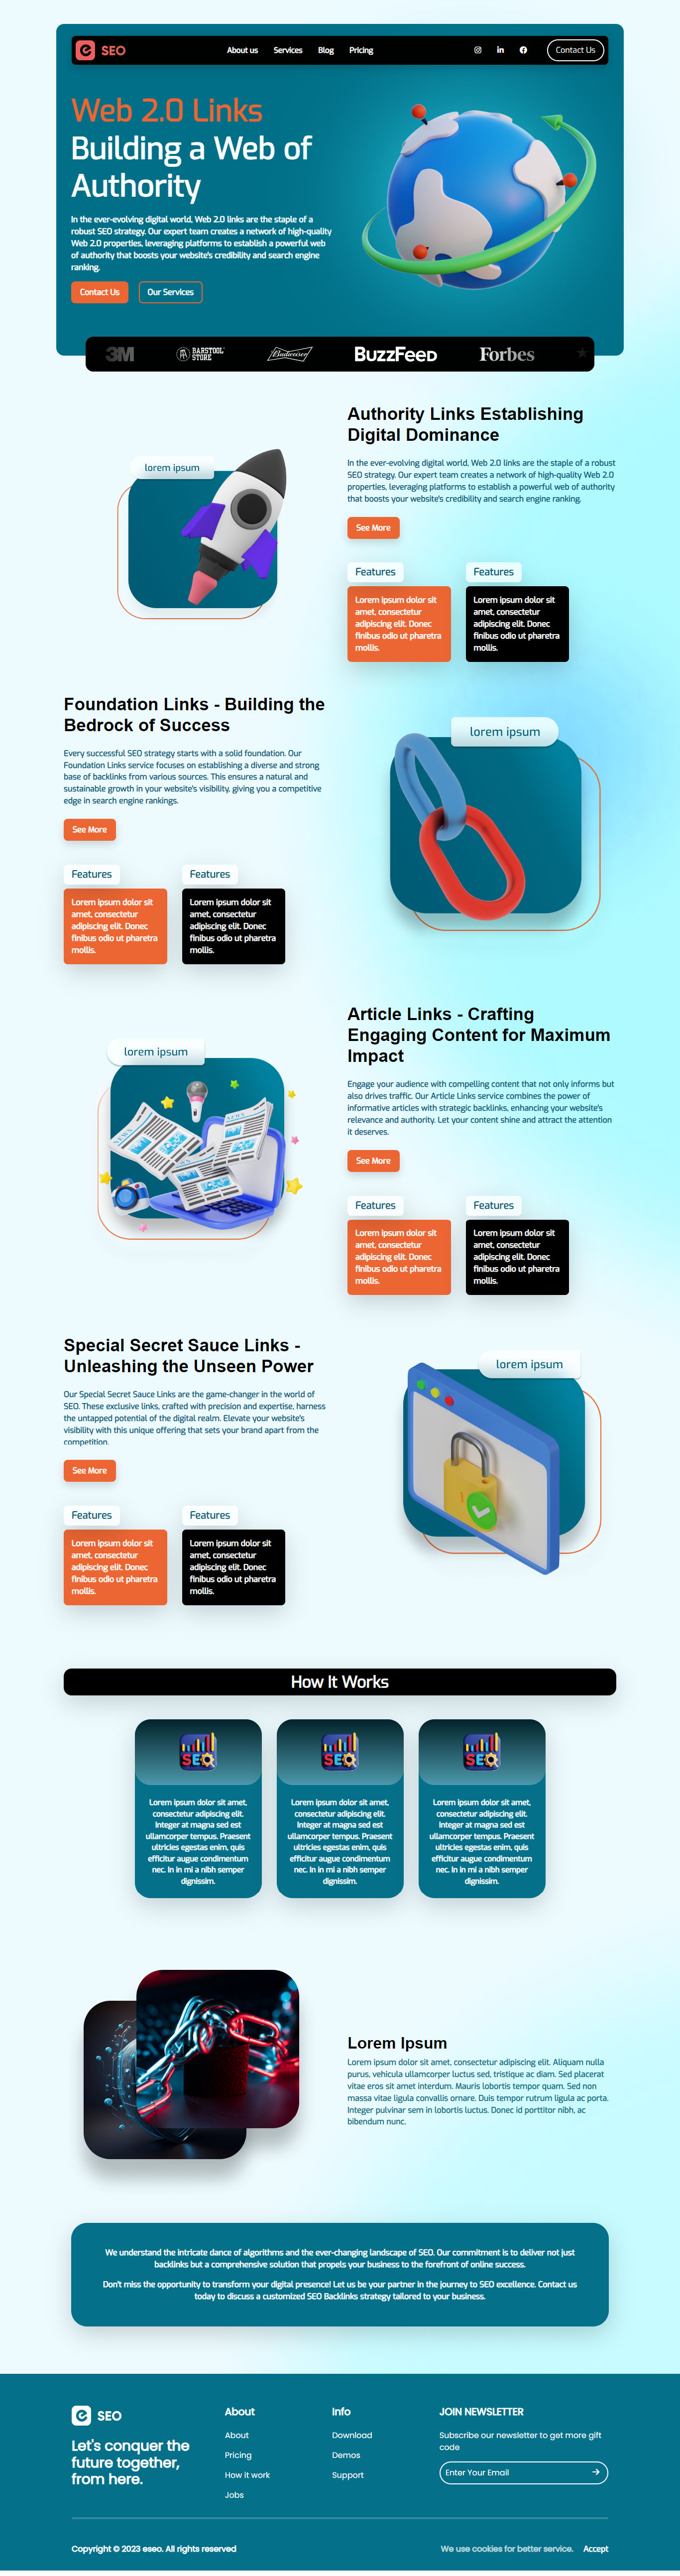 SEO
About us
Services
Blog
Pricing
Contact Us
Web 2.0 Links
Building a Web of
Authority
In the ever-evolving digital world, Web 2.0 links are the staple of a
robust SEO strategy. Our expert team creates a network of high-quality
Web 2.0 properties, leveraging platforms to establish a powerful web
of authority that boosts your website's credibility and search engine
ranking.
Contact Us
Our Services
3M
BARSTOOL
STORE
Budweiser
BuzzFeed
Forbes
lorem ipsum
Authority Links Establishing
Digital Dominance
In the ever-evolving digital world, Web 2.0 links are the staple of a robust
SEO strategy. Our expert team creates a network of high-quality Web 2.0
properties, leveraging platforms to establish a powerful web of authority
that boosts your website's credibility and search engine ranking.
See More
Features
Lorem ipsum dolor sit
amet, consectetur
adipiscing elit. Donec
finibus odio ut pharetra
mollis.
Features
Lorem ipsum dolor sit
amet, consectetur
adipiscing elit. Donec
finibus odio ut pharetra
mollis.
Foundation Links - Building the
Bedrock of Success
Every successful SEO strategy starts with a solid foundation. Our
Foundation Links service focuses on establishing a diverse and strong
base of backlinks from various sources. This ensures a natural and
sustainable growth in your website's visibility, giving you a competitive
edge in search engine rankings.
See More
Features
Lorem ipsum dolor sit
amet, consectetur
adipiscing elit. Donec
finibus odio ut pharetra
mollis.
Features
Lorem ipsum dolor sit
amet, consectetur
adipiscing elit. Donec
finibus odio ut pharetra
mollis.
lorem ipsum
lorem ipsum
NEWS
NEWS
NEWS
Article Links - Crafting
Engaging Content for Maximum
Impact
Engage your audience with compelling content that not only informs but
also drives traffic. Our Article Links service combines the power of
informative articles with strategic backlinks, enhancing your website's
relevance and authority. Let your content shine and attract the attention
it deserves.
See More
Features
Lorem ipsum dolor sit
amet, consectetur
adipiscing elit. Donec
finibus odio ut pharetra
mollis.
Features
Lorem ipsum dolor sit
amet, consectetur
adipiscing elit. Donec
finibus odio ut pharetra
mollis.
Special Secret Sauce Links -
Unleashing the Unseen Power
Our Special Secret Sauce Links are the game-changer in the world of
SEO. These exclusive links, crafted with precision and expertise, harness
the untapped potential of the digital realm. Elevate your website's
visibility with this unique offering that sets your brand apart from the
competition.
See More
Features
Lorem ipsum dolor sit
amet, consectetur
adipiscing elit. Donec
finibus odio ut pharetra
mollis.
Features
Lorem ipsum dolor sit
amet, consectetur
adipiscing elit. Donec
finibus odio ut pharetra
mollis.
lorem ipsum
How It Works
SEO
Lorem ipsum dolor sit amet,
consectetur adipiscing elit.
Integer at magna sed est
ullamcorper tempus. Praesent
ultricies egestas enim, quis
efficitur augue condimentum
nec. In in mi a nibh semper
dignissim.
SEO
Lorem ipsum dolor sit amet,
consectetur adipiscing elit.
Integer at magna sed est
ullamcorper tempus. Praesent
ultricies egestas enim, quis
efficitur augue condimentum
nec. In in mi a nibh semper
dignissim.
SEO
Lorem ipsum dolor sit amet,
consectetur adipiscing elit.
Integer at magna sed est
ullamcorper tempus. Praesent
ultricies egestas enim, quis
efficitur augue condimentum
nec. In in mi a nibh semper
dignissim.
Lorem Ipsum
Lorem ipsum dolor sit amet, consectetur adipiscing elit. Aliquam nulla
purus, vehicula ullamcorper luctus sed, tristique ac diam. Sed placerat
vitae eros sit amet interdum. Mauris lobortis tempor quam. Sed non
massa vitae ligula convallis ornare. Duis tempor rutrum ligula ac porta.
Integer pulvinar sem in lobortis luctus. Donec id porttitor nibh, ac
bibendum nunc.
We understand the intricate dance of algorithms and the ever-changing landscape of SEO. Our commitment is to deliver not just
backlinks but a comprehensive solution that propels your business to the forefront of online success.
Don't miss the opportunity to transform your digital presence! Let us be your partner in the journey to SEO excellence. Contact us
today to discuss a customized SEO Backlinks strategy tailored to your business.
SEO
Let's conquer the
future together,
from here.
About
About
Pricing
How it work
Jobs
Info
Download
Demos
Support
JOIN NEWSLETTER
Subscribe our newsletter to get more gift
code
Enter Your Email
Copyright © 2023 eseo. All rights reserved
We use cookies for better service.
Accept